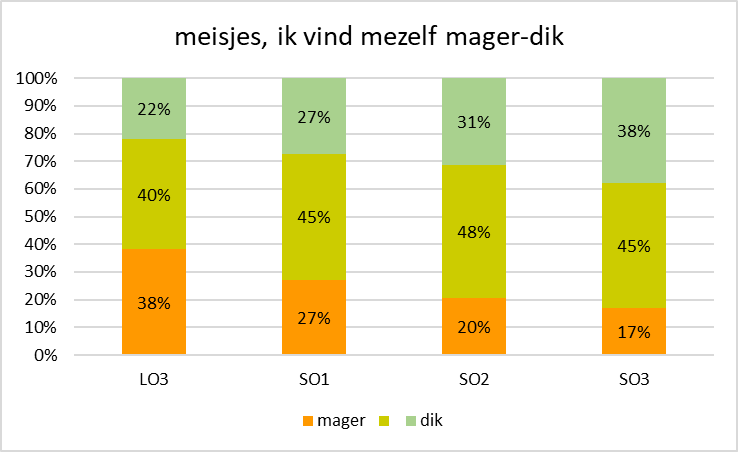 meisjes, ik vind mezelf mager-dik
100%
90%
80%
70%
60%
50%
40%
30%
20%
10%
0%
22% 27% 31% 38%
40% 45% 48% 45%
38% 27% 20% 17%
LO3 SO1 SO2 SO3
mager dik